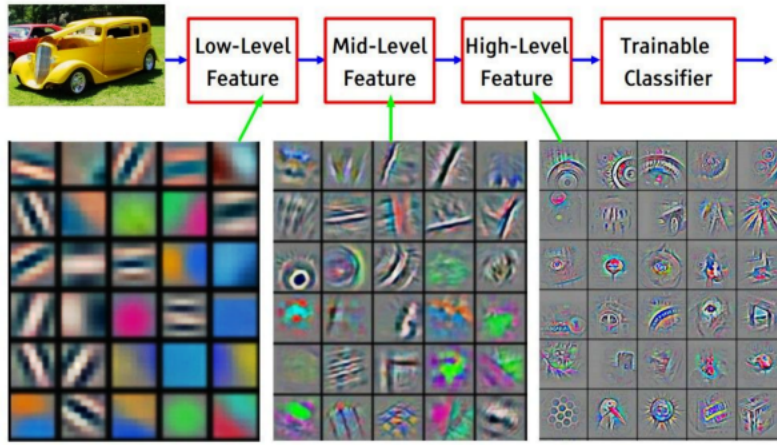 Low-Level
Feature
Mid-Level
Feature
High-Level
Feature
Trainable
Classifier